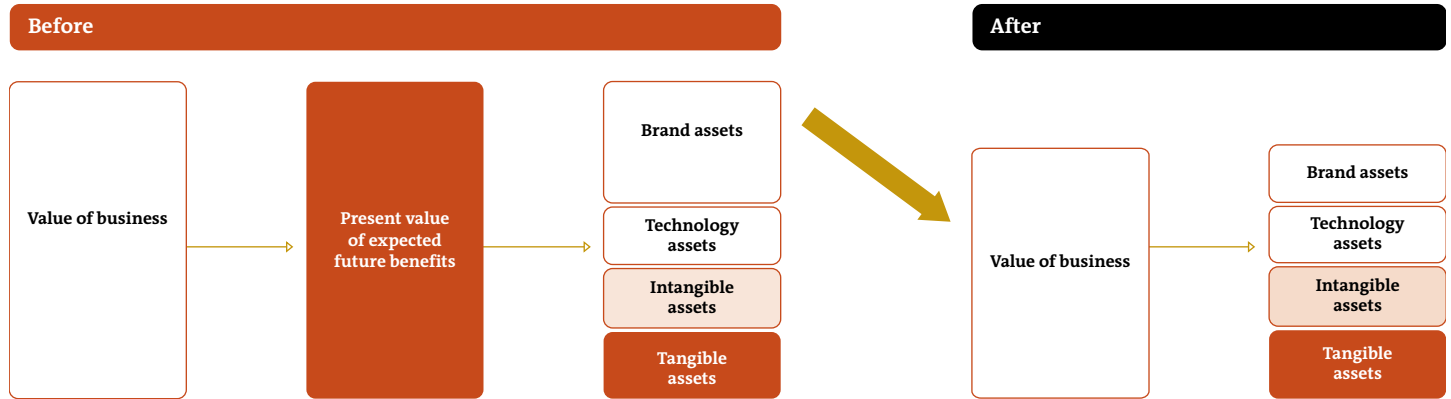 Before
Value of business
Present value
of expected
future benefits
Brand assets
Technology
assets
Intangible
assets
Tangible
assets
After
Value of business
Brand assets
Technology
assets
Intangible
assets
Tangible
assets